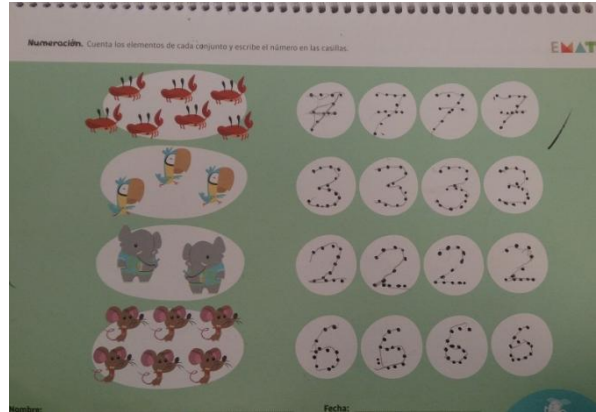 Numeración. Cuenta los elementos de cada conjunto y escribe el número en las casillas.
EMAT
7 7 7 7
3 3 3 3
2 2 2 2
6 6 6 6
Nombre:
Fecha: